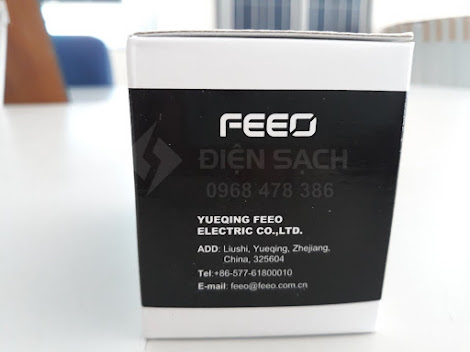 FEEO
ĐIỆN SẠCH
0968 478 386
YUEQING FEEO
ELECTRIC CO.,LTD.
ADD: Liushi, Yueqing, Zhejiang,
China, 325604
Tel:+86-577-61800010
E-mail: feeo@feeo.com.cn